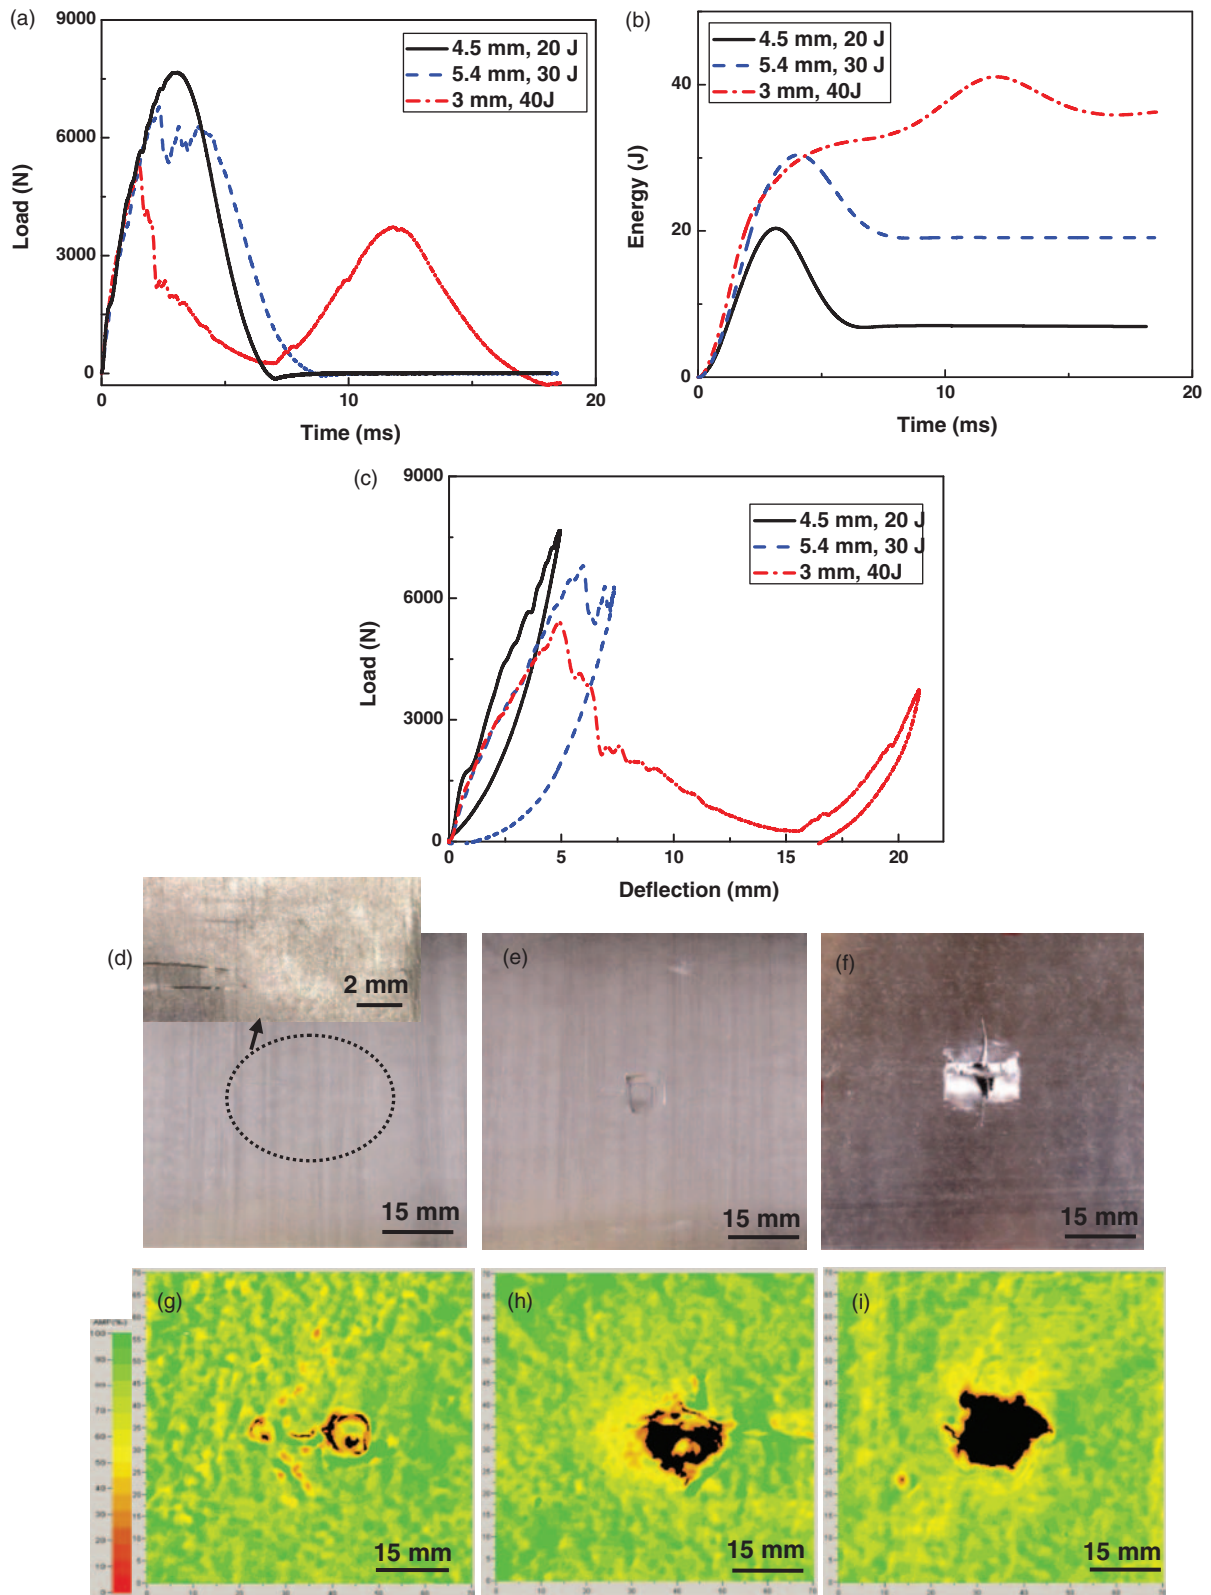 (a)
9000
6000
3000
0
Load (N)
4.5 mm, 20 J
5.4 mm, 30 J
3 mm, 40J
0
10
20
Time (ms)
(b)
40
20
0
Energy (J)
4.5 mm, 20 J
5.4 mm, 30 J
3 mm, 40J
0
5
10
15
20
Time (ms)
(c)
9000
6000
3000
0
Load (N)
4.5 mm, 20 J
5.4 mm, 30 J
3 mm, 40J
0
5
10
15
20
Deflection (mm)
(d)
2 mm
15 mm
(e)
15 mm
(f)
15 mm
(g)
15 mm
(h)
15 mm
(i)
15 mm